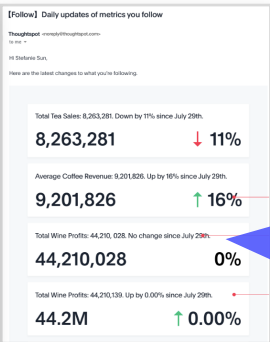 【Follow】Daily updates of metrics you follow
Thoughtspot <noreply@thoughtspot.com>
to me
Hi Stefanie Sun,
Here are the latest changes to what you're following.
Total Tea Sales: 8,263,281. Down by 11% since July 29th.
8,263,281 ↓ 11%
Average Coffee Revenue: 9,201,826. Up by 16% since July 29th.
9,201,826 ↑ 16%
Total Wine Profits: 44,210, 028. No change since July 29th.
44,210,028 0%
Total Wine Profits: 44,210,139. Up by 0.00% since July 29th.
44.2M ↑ 0.00%